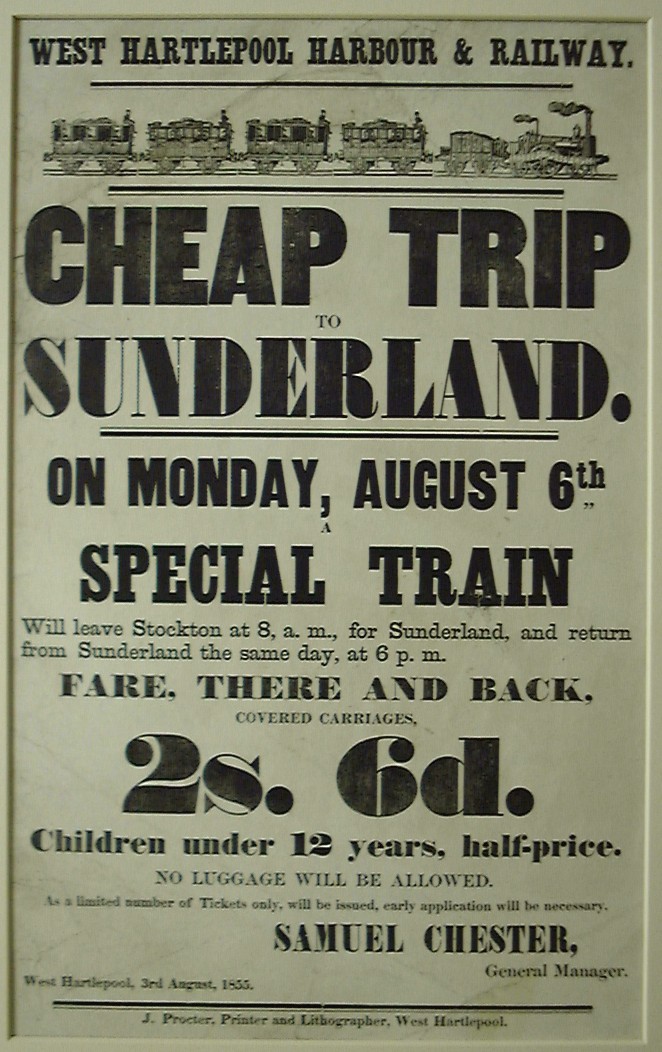 WEST HARTLEPOOL HARBOUR & RAILWAY.
CHEAP TRIP
TO
SUNDERLAND.
ON MONDAY, AUGUST 6th
A
SPECIAL TRAIN
Will leave Stockton at 8, a. m., for Sunderland, and return
from Sunderland the same day, at 6 p. m.
FARE, THERE AND BACK,
COVERED CARRIAGES,
2s. 6d.
Children under 12 years, half-price.
NO LUGGAGE WILL BE ALLOWED.
As a limited number of Tickets only, will be issued, early application will be necessary.
SAMUEL CHESTER,
General Manager.
West Hartlepool, 3rd August, 1855.
J. Procter, Printer and Lithographer, West Hartlepool.